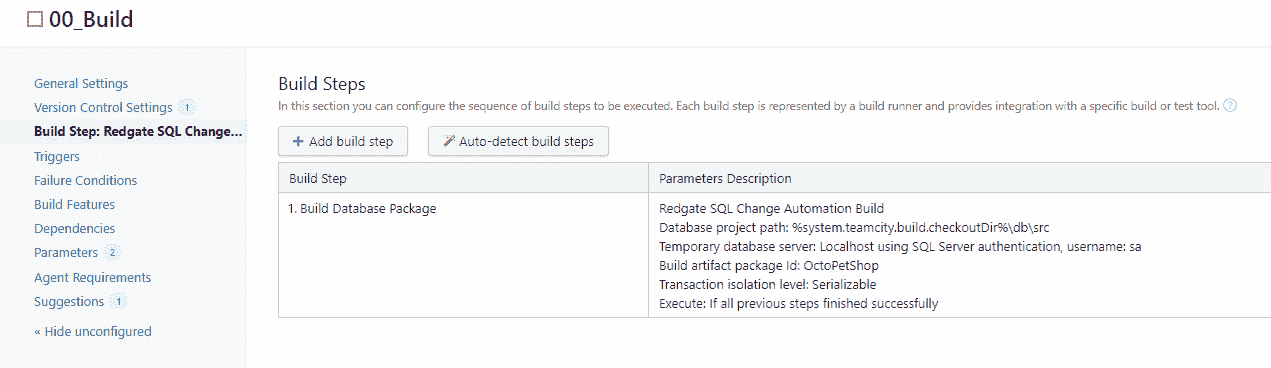 00_Build
General Settings
Version Control Settings 1
Build Step: Redgate SQL Change...
Triggers
Failure Conditions
Build Features
Dependencies
Parameters 2
Agent Requirements
Suggestions 1
« Hide unconfigured
Build Steps
In this section you can configure the sequence of build steps to be executed. Each build step is represented by a build runner and provides integration with a specific build or test tool. ?
+ Add build step
Auto-detect build steps
Build Step
Parameters Description
1. Build Database Package
Redgate SQL Change Automation Build
Database project path: %system.teamcity.build.checkoutDir%\db\src
Temporary database server: Localhost using SQL Server authentication, username: sa
Build artifact package Id: OctoPetShop
Transaction isolation level: Serializable
Execute: If all previous steps finished successfully